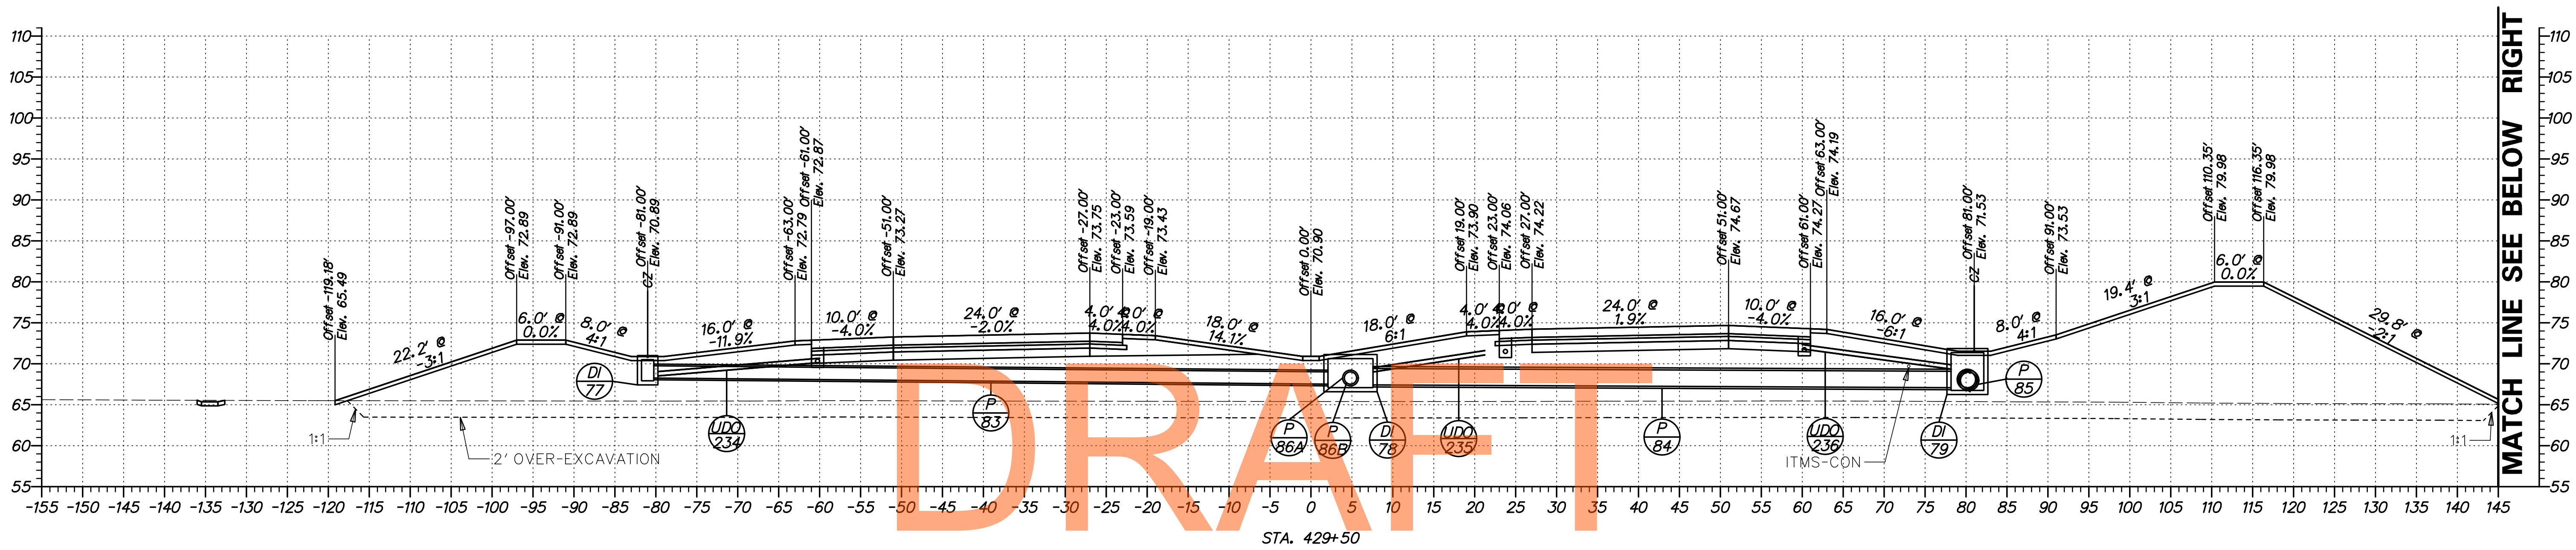 110
105
100
95
90
85
80
75
70
65
60
55
Offset -119.18'
Elev. 65.49
Offset -97.00'
Elev. 72.89
Offset -91.00'
Elev. 72.89
CZ Offset -81.00'
Elev. 70.89
Offset -63.00'
Elev. 72.79
Offset -61.00'
Elev. 72.87
Offset -51.00'
Elev. 73.27
Offset -27.00'
Elev. 73.75
Offset -23.00'
Elev. 73.59
Offset -19.00'
Elev. 73.43
Offset 0.00'
Elev. 70.90
Offset 19.00'
Elev. 73.90
Offset 23.00'
Elev. 74.06
Offset 27.00'
Elev. 74.22
Offset 51.00'
Elev. 74.67
Offset 61.00'
Elev. 74.27
Offset 63.00'
Elev. 74.19
CZ Offset 81.00'
Elev. 71.53
Offset 91.00'
Elev. 73.53
Offset 110.35'
Elev. 79.98
Offset 116.35'
Elev. 79.98
22.2' @
-3:1
6.0' @
0.0%
8.0' @
4:1
16.0' @
-11.9%
10.0' @
-4.0%
24.0' @
-2.0%
4.0' @
4.0%
4.0' @
4.0%
18.0' @
14.1%
18.0' @
6:1
4.0' @
4.0%
4.0' @
4.0%
24.0' @
1.9%
10.0' @
-4.0%
16.0' @
-6:1
8.0' @
4:1
19.4' @
3:1
6.0' @
0.0%
29.8' @
-2:1
DI
77
UDO
234
P
83
P
86A
P
86B
DI
78
UDO
235
P
84
UDO
236
DI
79
P
85
1:1
2' OVER-EXCAVATION
ITMS-CON
1:1
DRAFT
MATCH LINE SEE BELOW RIGHT
110
105
100
95
90
85
80
75
70
65
60
55
-155 -150 -145 -140 -135 -130 -125 -120 -115 -110 -105 -100 -95 -90 -85 -80 -75 -70 -65 -60 -55 -50 -45 -40 -35 -30 -25 -20 -15 -10 -5 0 5 10 15 20 25 30 35 40 45 50 55 60 65 70 75 80 85 90 95 100 105 110 115 120 125 130 135 140 145
STA. 429+50